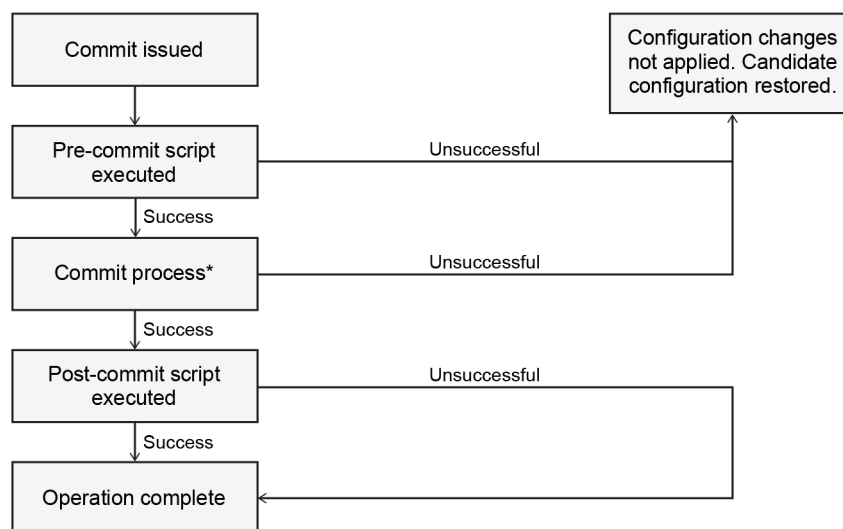 Commit issued
Configuration changes
not applied. Candidate
configuration restored.
Pre-commit script
executed
Unsuccessful
Success
Commit process*
Unsuccessful
Success
Post-commit script
executed
Unsuccessful
Success
Operation complete